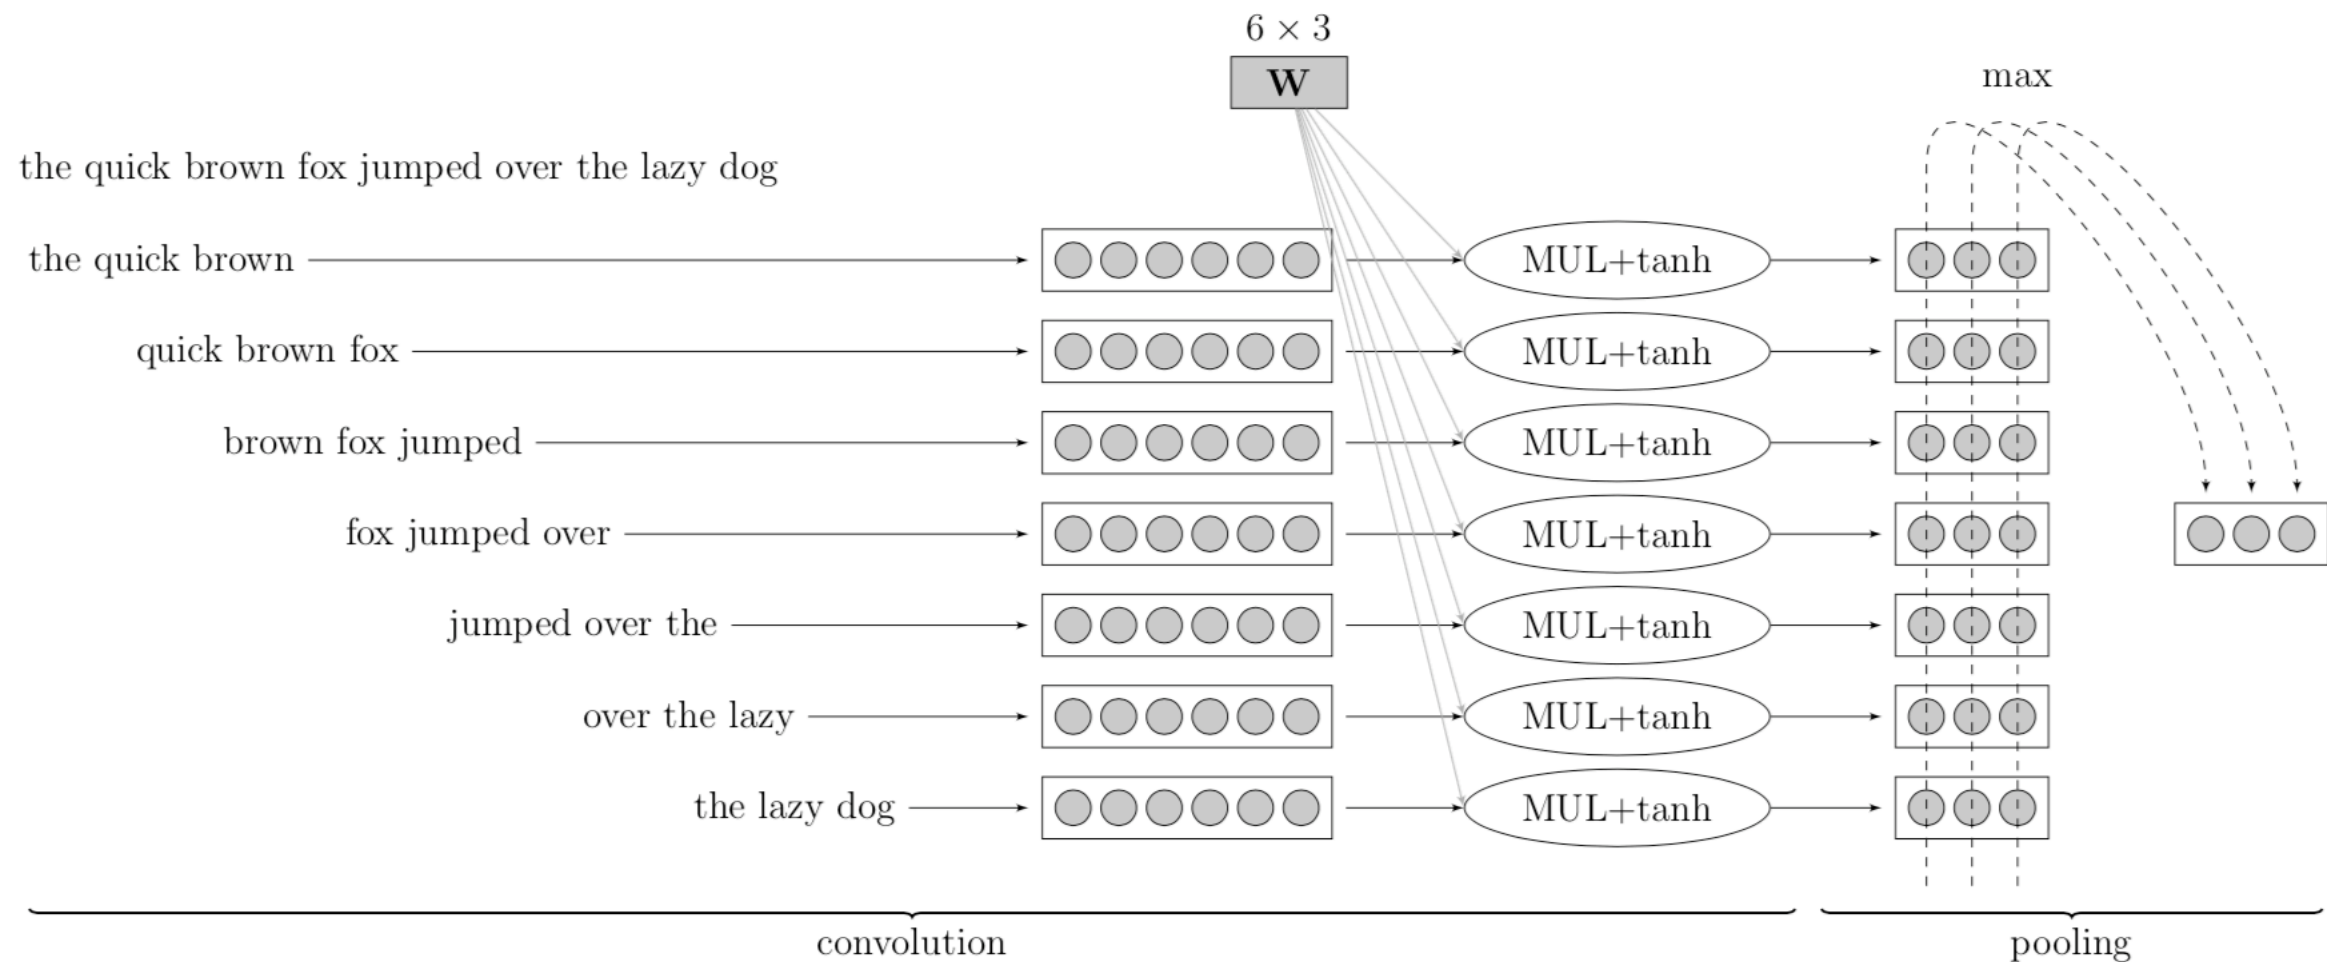 6 × 3
W
max
the quick brown fox jumped over the lazy dog
the quick brown
MUL+tanh
quick brown fox
MUL+tanh
brown fox jumped
MUL+tanh
fox jumped over
MUL+tanh
jumped over the
MUL+tanh
over the lazy
MUL+tanh
the lazy dog
MUL+tanh
convolution
pooling